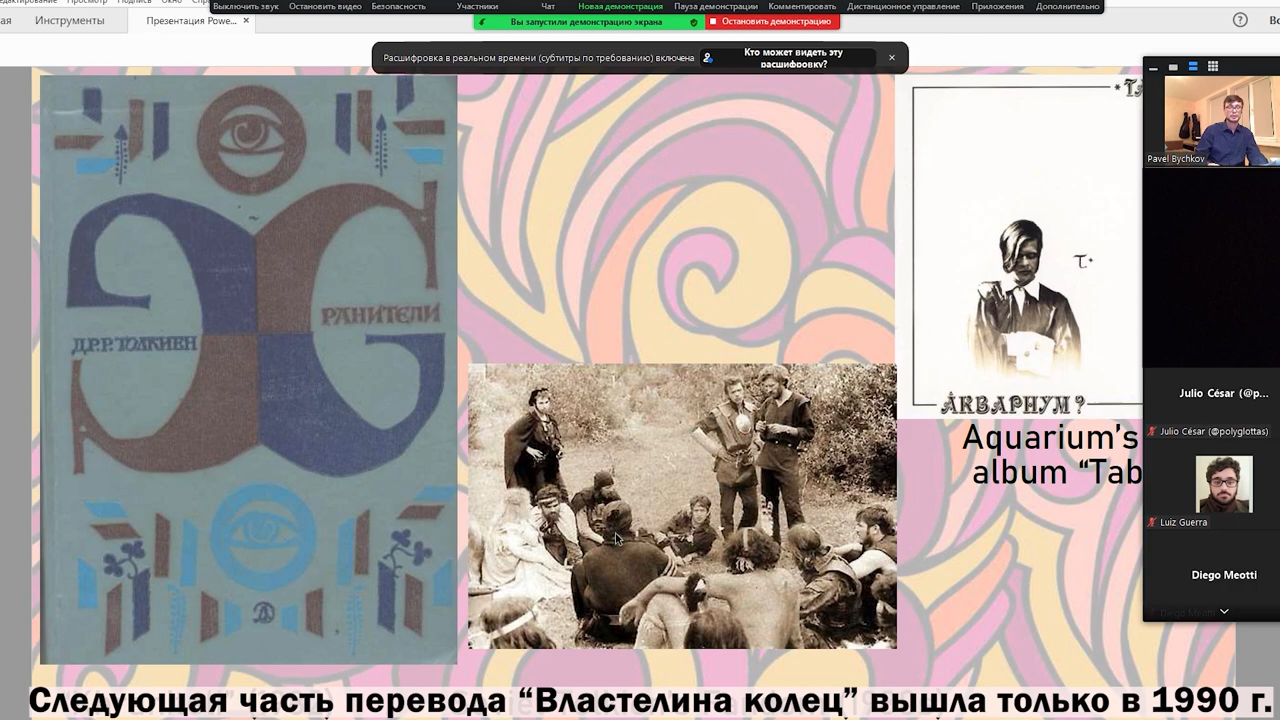 Выключить звук Остановить видео Безопасность Участники Чат Новая демонстрация Пауза демонстрации Комментировать Дистанционное управление Приложения Дополнительно
Инструменты
Презентация Powe... ×
Вы запустили демонстрацию экрана
Остановить демонстрацию
Расшифровка в реальном времени (субтитры по требованию) включена
Кто может видеть эту
расшифровку?
ДЖ.Р.Р. ТОЛКИЕН
ХРАНИТЕЛИ
Т.
АКВАРИУМ?
Aquarium's
album “Tab
Pavel Bychkov
Julio César (@p...
Julio César (@polyglottas)
Luiz Guerra
Diego Meotti
Следующая часть перевода “Властелина колец” вышла только в 1990 г.